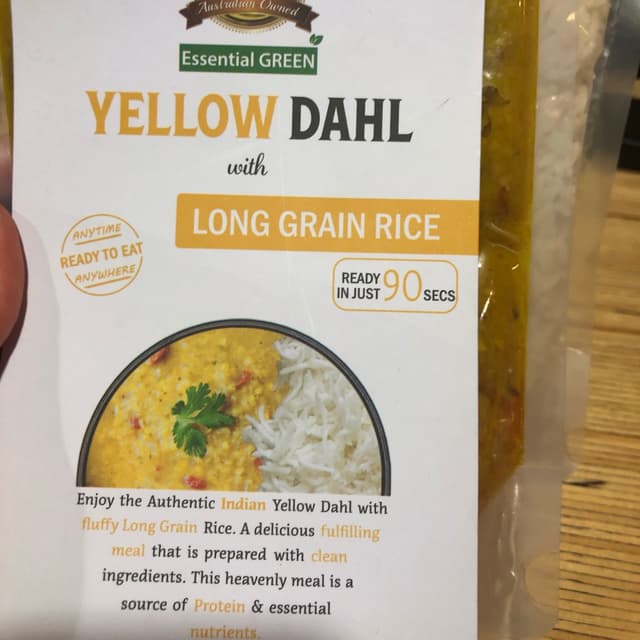 Australian Owned
Essential GREEN
YELLOW DAHL
with
LONG GRAIN RICE
ANYTIME
READY TO EAT
ANYWHERE
READY
IN JUST 90 SECS
Enjoy the Authentic Indian Yellow Dahl with
fluffy Long Grain Rice. A delicious fulfilling
meal that is prepared with clean
ingredients. This heavenly meal is a
source of Protein & essential
nutrients.